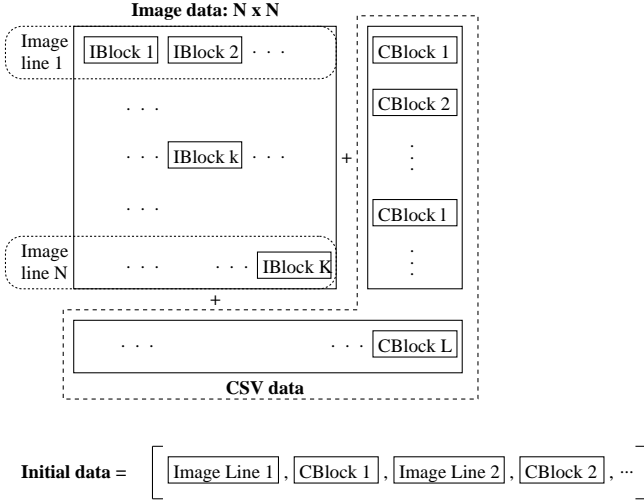 Image data: N x N
Image
line 1
IBlock 1
IBlock 2
. . .
CBlock 1
. . .
CBlock 2
. . .
IBlock k
. . .
+
. . .
CBlock l
Image
line N
. . .
. . .
IBlock K
+
. . .
. . .
CBlock L
CSV data
Initial data = [ Image Line 1 , CBlock 1 , Image Line 2 , CBlock 2 , ...